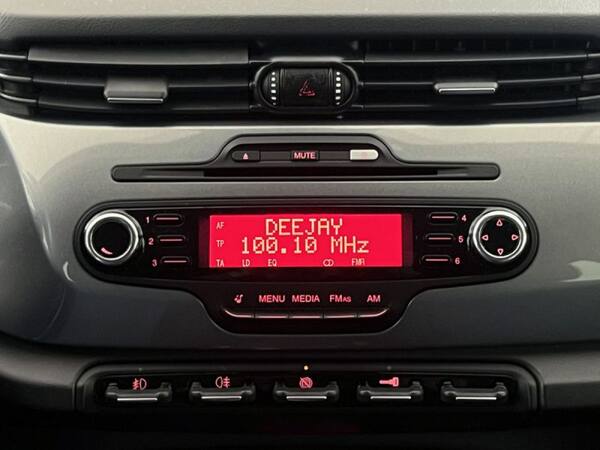 MUTE
1 2 3
AF DEEJAY
TP 100.10 MHz
TA LD EQ FMR
4 5 6
MENU MEDIA FMAS AM